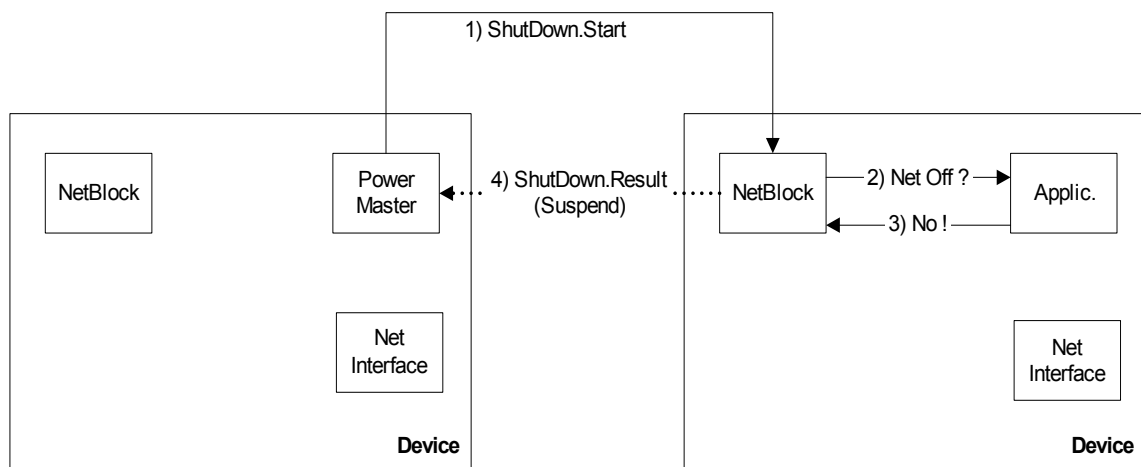 1) ShutDown.Start
NetBlock
Power
Master
4) ShutDown.Result
(Suspend)
NetBlock
2) Net Off ?
Applic.
3) No !
Net
Interface
Net
Interface
Device
Device